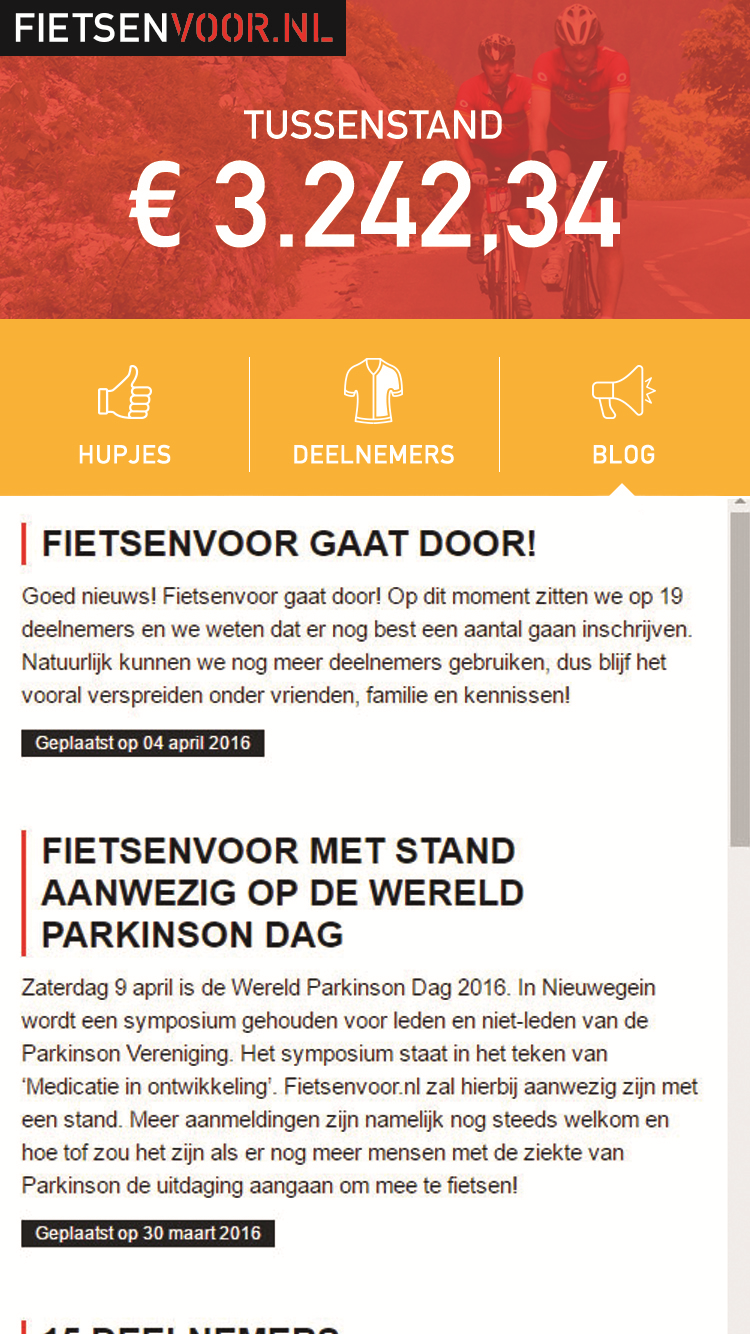 FIETSENVOOR.NL
TUSSENSTAND
€ 3.242,34
HUPJES
DEELNEMERS
BLOG
FIETSENVOOR GAAT DOOR!
Goed nieuws! Fietsenvoor gaat door! Op dit moment zitten we op 19
deelnemers en we weten dat er nog best een aantal gaan inschrijven.
Natuurlijk kunnen we nog meer deelnemers gebruiken, dus blijf het
vooral verspreiden onder vrienden, familie en kennissen!
Geplaatst op 04 april 2016
FIETSENVOOR MET STAND
AANWEZIG OP DE WERELD
PARKINSON DAG
Zaterdag 9 april is de Wereld Parkinson Dag 2016. In Nieuwegein
wordt een symposium gehouden voor leden en niet-leden van de
Parkinson Vereniging. Het symposium staat in het teken van
‘Medicatie in ontwikkeling’. Fietsenvoor.nl zal hierbij aanwezig zijn met
een stand. Meer aanmeldingen zijn namelijk nog steeds welkom en
hoe tof zou het zijn als er nog meer mensen met de ziekte van
Parkinson de uitdaging aangaan om mee te fietsen!
Geplaatst op 30 maart 2016
15 DEELNEMERS